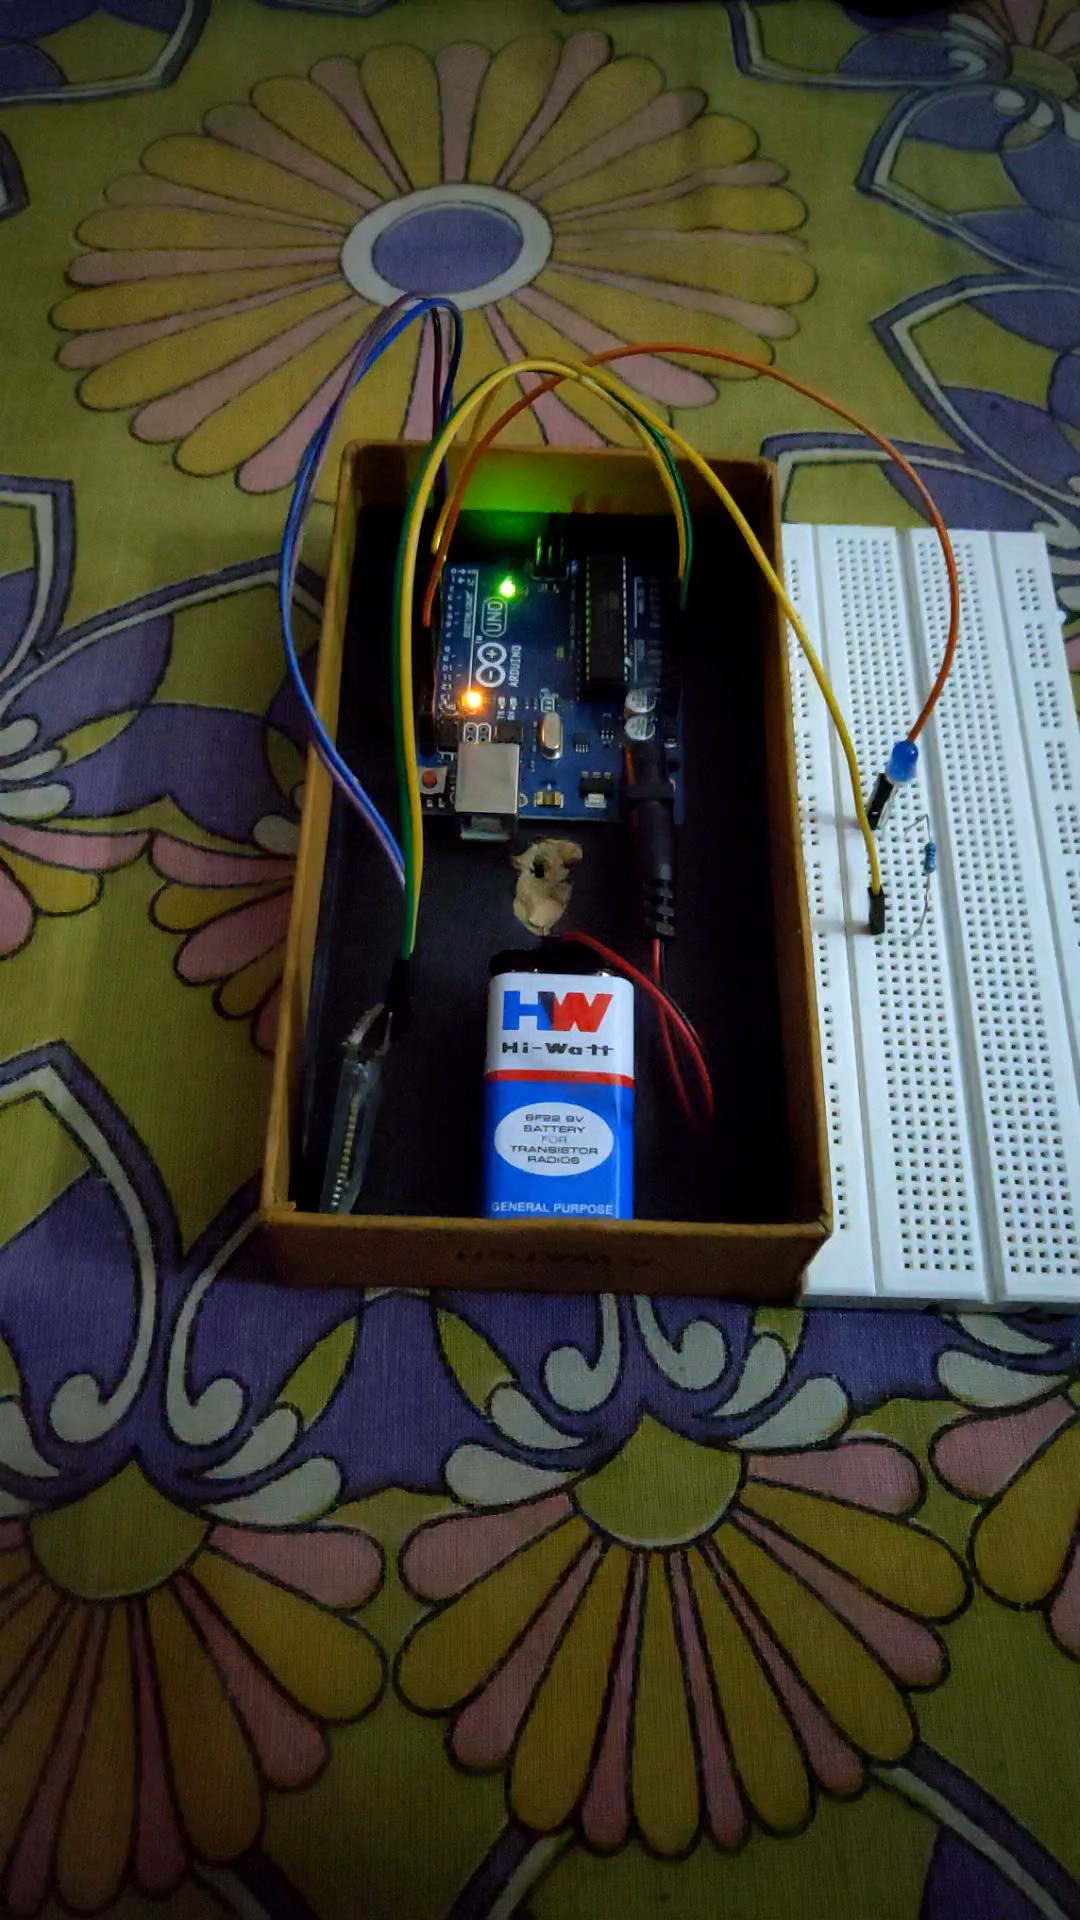 UNO
ARDUINO
HW
Hi-Watt
6F22 9V
BATTERY
FOR
TRANSISTOR
RADIOS
GENERAL PURPOSE